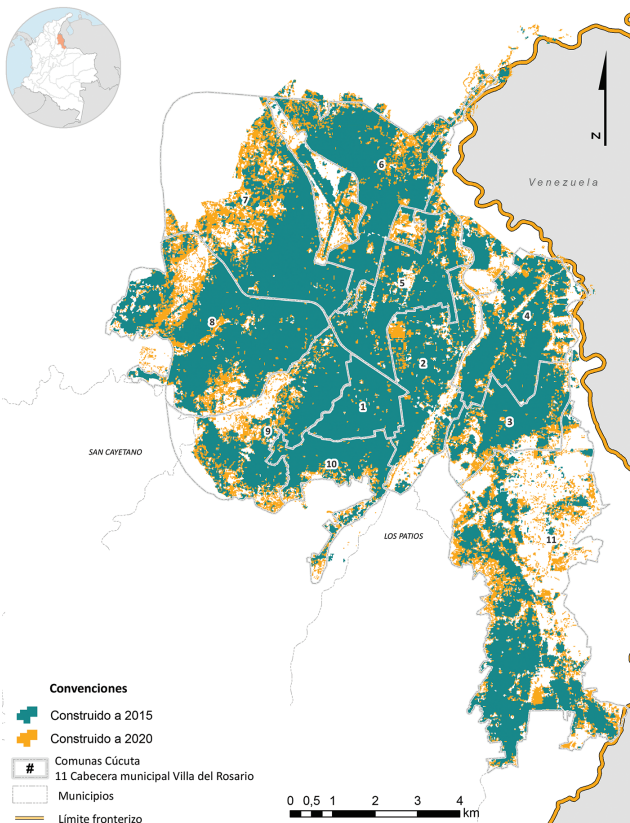 N
Venezuela
6
7
5
4
8
2
1
3
9
10
SAN CAYETANO
LOS PATIOS
11
Convenciones
Construido a 2015
Construido a 2020
# Comunas Cúcuta
11 Cabecera municipal Villa del Rosario
Municipios
Límite fronterizo
0 0,5 1 2 3 4
km